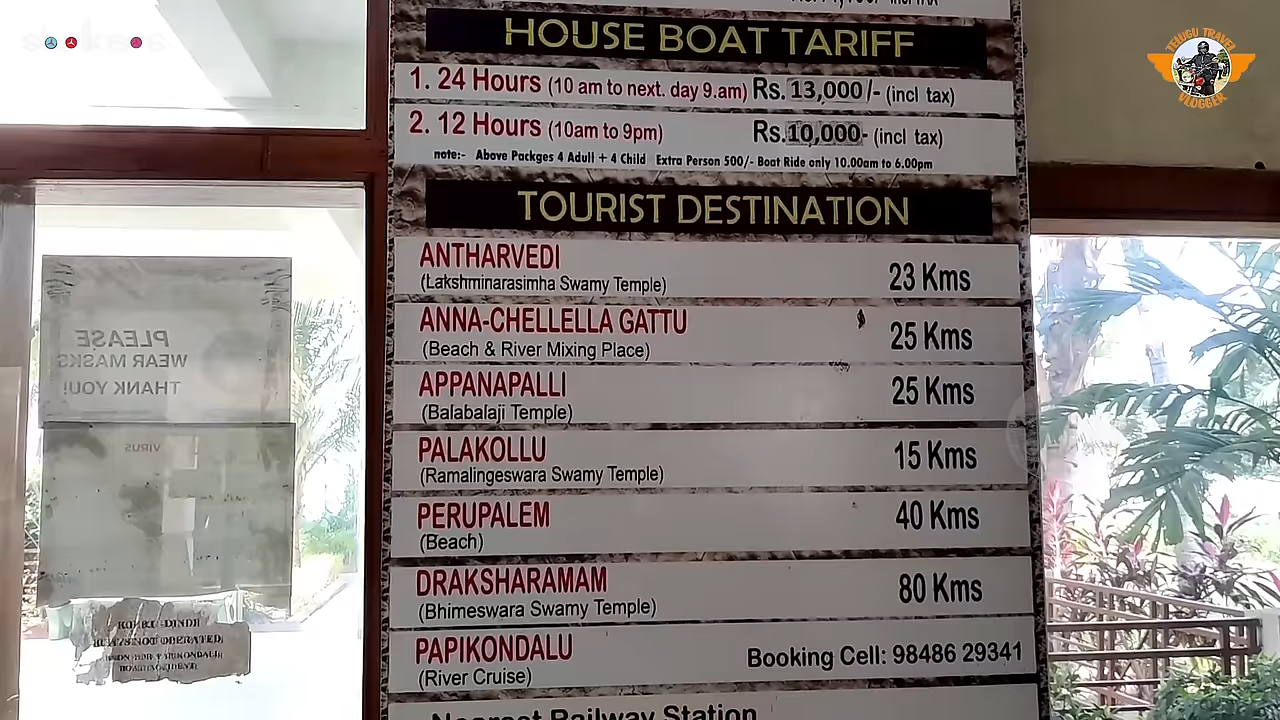 HOUSE BOAT TARIFF
1. 24 Hours (10 am to next. day 9.am) Rs. 13,000/- (incl tax)
2. 12 Hours (10am to 9pm) Rs.10,000- (incl tax)
note:- Above Packges 4 Adull + 4 Child Extra Person 500/- Boat Ride only 10.00am to 6.00pm
TOURIST DESTINATION
ANTHARVEDI
(Lakshminarasimha Swamy Temple) 23 Kms
ANNA-CHELLELLA GATTU
(Beach & River Mixing Place) 25 Kms
APPANAPALLI
(Balabalaji Temple) 25 Kms
PALAKOLLU
(Ramalingeswara Swamy Temple) 15 Kms
PERUPALEM
(Beach) 40 Kms
DRAKSHARAMAM
(Bhimeswara Swamy Temple) 80 Kms
PAPIKONDALU
(River Cruise) Booking Cell: 98486 29341
Nearest Railway Station
PLEASE
WEAR MASKS
THANK YOU!
VIRUS
TELUGU TRAVEL
VLOGGER